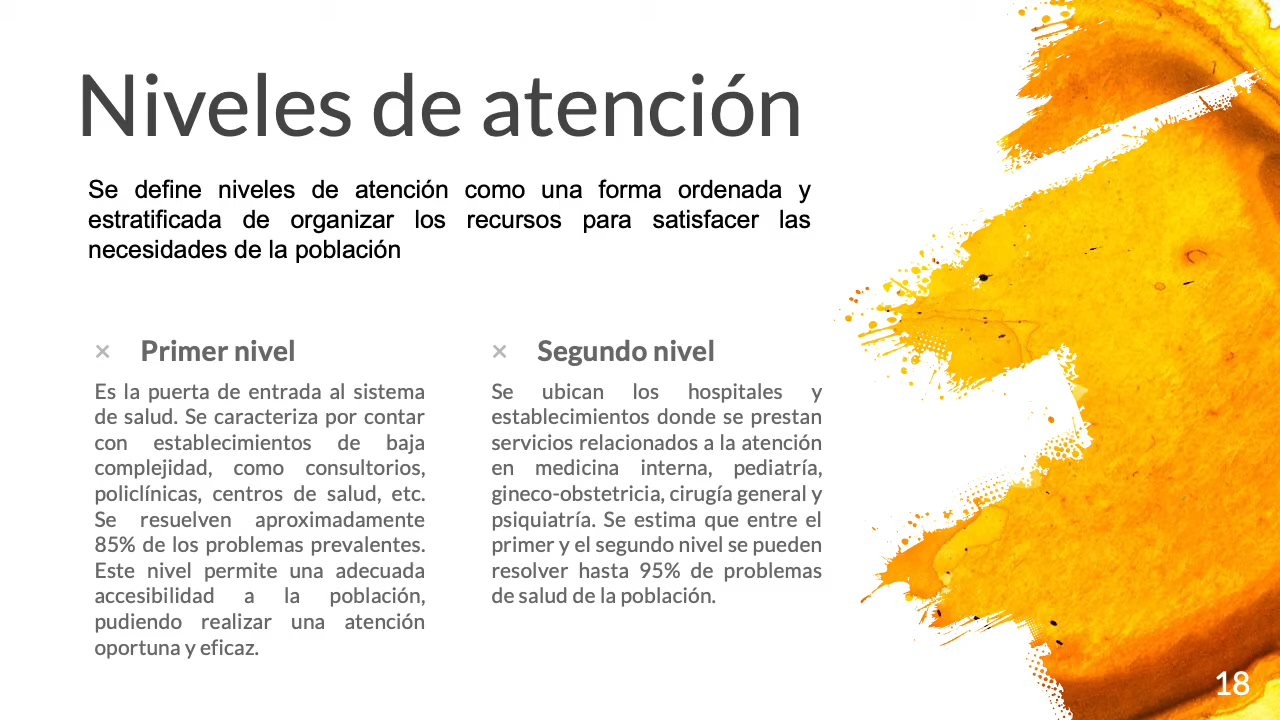 Niveles de atención
Se define niveles de atención como una forma ordenada y
estratificada de organizar los recursos para satisfacer las
necesidades de la población
× Primer nivel
Es la puerta de entrada al sistema
de salud. Se caracteriza por contar
con establecimientos de baja
complejidad, como consultorios,
policlínicas, centros de salud, etc.
Se resuelven aproximadamente
85% de los problemas prevalentes.
Este nivel permite una adecuada
accesibilidad a la población,
pudiendo realizar una atención
oportuna y eficaz.
× Segundo nivel
Se ubican los hospitales y
establecimientos donde se prestan
servicios relacionados a la atención
en medicina interna, pediatría,
gineco-obstetricia, cirugía general y
psiquiatría. Se estima que entre el
primer y el segundo nivel se pueden
resolver hasta 95% de problemas
de salud de la población.
18